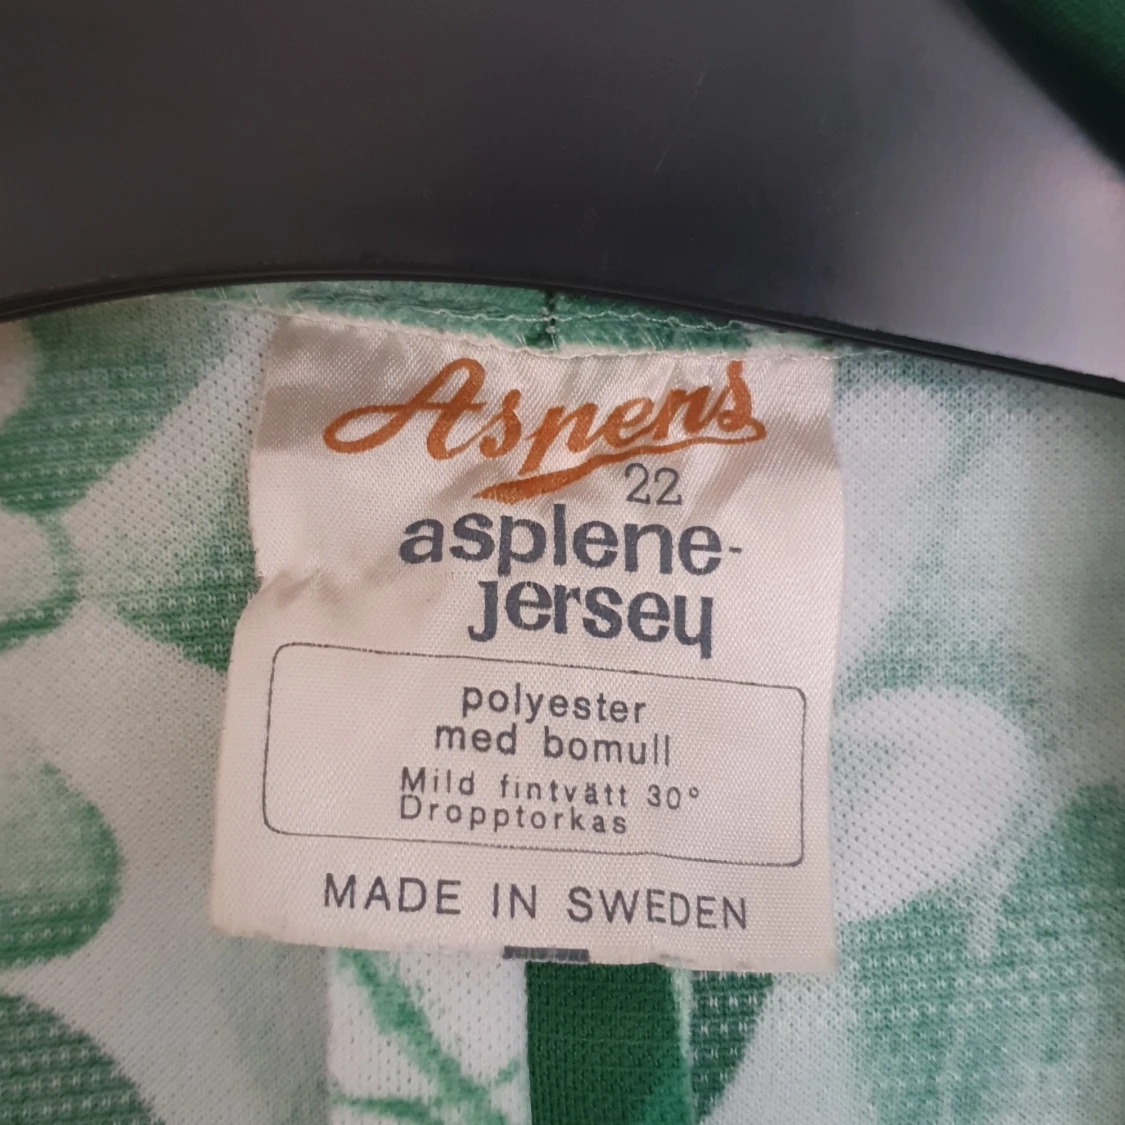 Aspens
22
asplene-
jersey
polyester
med bomull
Mild fintvätt 30°
Dropptorkas
MADE IN SWEDEN